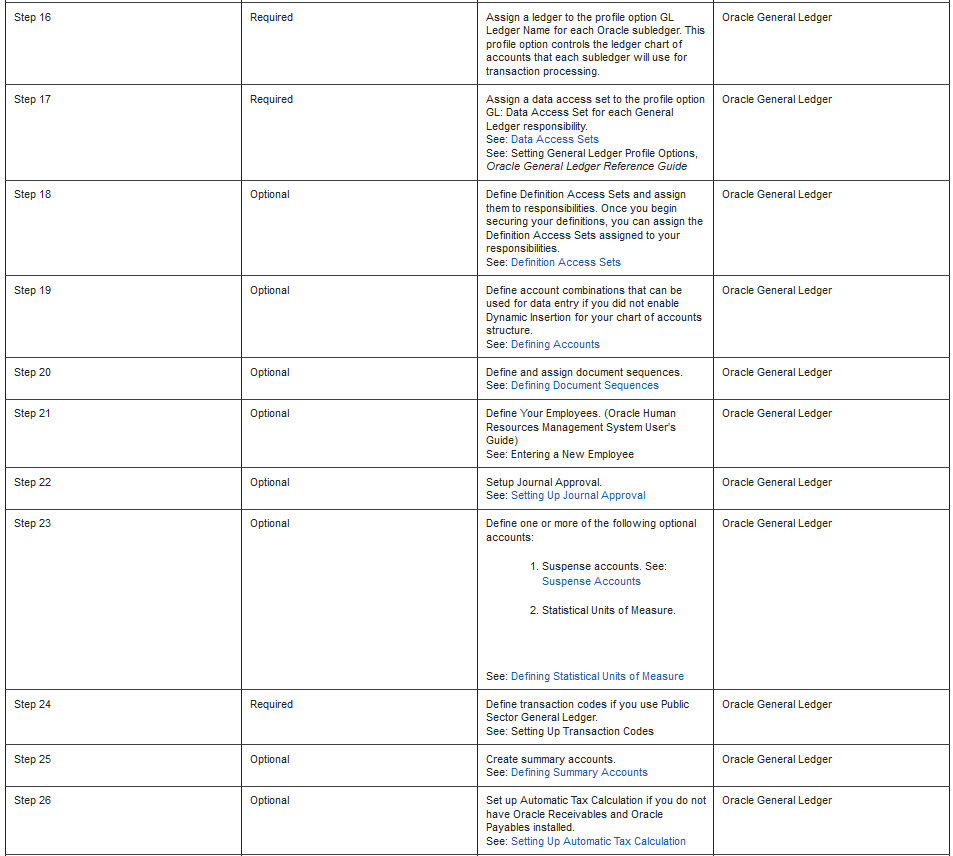 Step 16
Required
Assign a ledger to the profile option GL
Ledger Name for each Oracle subledger. This
profile option controls the ledger chart of
accounts that each subledger will use for
transaction processing.
Oracle General Ledger
Step 17
Required
Assign a data access set to the profile option
GL: Data Access Set for each General
Ledger responsibility.
See: Data Access Sets
See: Setting General Ledger Profile Options,
Oracle General Ledger Reference Guide
Oracle General Ledger
Step 18
Optional
Define Definition Access Sets and assign
them to responsibilities. Once you begin
securing your definitions, you can assign the
Definition Access Sets assigned to your
responsibilities.
See: Definition Access Sets
Oracle General Ledger
Step 19
Optional
Define account combinations that can be
used for data entry if you did not enable
Dynamic Insertion for your chart of accounts
structure.
See: Defining Accounts
Oracle General Ledger
Step 20
Optional
Define and assign document sequences.
See: Defining Document Sequences
Oracle General Ledger
Step 21
Optional
Define Your Employees. (Oracle Human
Resources Management System User's
Guide)
See: Entering a New Employee
Oracle General Ledger
Step 22
Optional
Setup Journal Approval.
See: Setting Up Journal Approval
Oracle General Ledger
Step 23
Optional
Define one or more of the following optional
accounts:
1. Suspense accounts. See:
Suspense Accounts
2. Statistical Units of Measure.
See: Defining Statistical Units of Measure
Oracle General Ledger
Step 24
Required
Define transaction codes if you use Public
Sector General Ledger.
See: Setting Up Transaction Codes
Oracle General Ledger
Step 25
Optional
Create summary accounts.
See: Defining Summary Accounts
Oracle General Ledger
Step 26
Optional
Set up Automatic Tax Calculation if you do not
have Oracle Receivables and Oracle
Payables installed.
See: Setting Up Automatic Tax Calculation
Oracle General Ledger